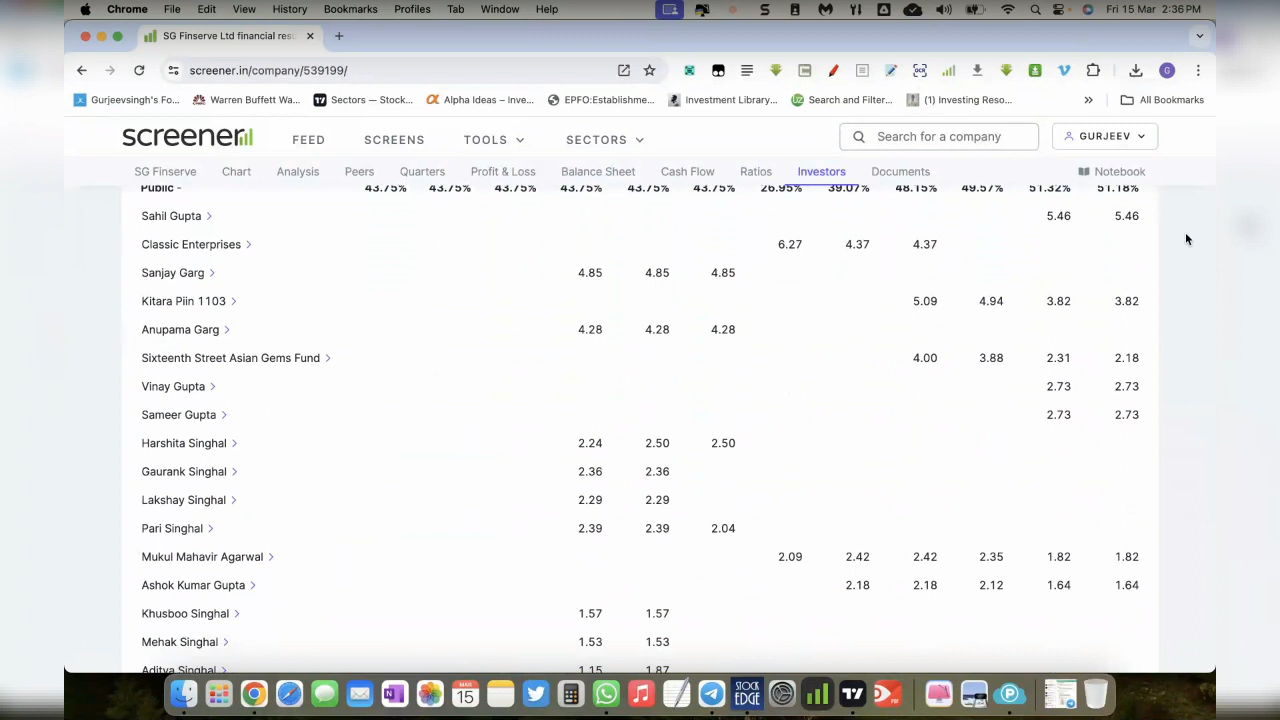 Chrome File Edit View History Bookmarks Profiles Tab Window Help Fri 15 Mar 2:36 PM
SG Finserve Ltd financial res
screener.in/company/539199/
Gurjeevsingh's Fo... Warren Buffett Wa... Sectors — Stock... Alpha Ideas – Inve... EPFO:Establishme... Investment Library... Search and Filter... (1) Investing Reso... » All Bookmarks
screener FEED SCREENS TOOLS SECTORS Search for a company GURJEEV
SG Finserve Chart Analysis Peers Quarters Profit & Loss Balance Sheet Cash Flow Ratios Investors Documents Notebook
Public - 43.75% 43.75% 43.75% 43.75% 43.75% 43.75% 26.95% 39.07% 48.15% 49.57% 51.32% 51.18%
Sahil Gupta 5.46 5.46
Classic Enterprises 6.27 4.37 4.37
Sanjay Garg 4.85 4.85 4.85
Kitara Piin 1103 5.09 4.94 3.82 3.82
Anupama Garg 4.28 4.28 4.28
Sixteenth Street Asian Gems Fund 4.00 3.88 2.31 2.18
Vinay Gupta 2.73 2.73
Sameer Gupta 2.73 2.73
Harshita Singhal 2.24 2.50 2.50
Gaurank Singhal 2.36 2.36
Lakshay Singhal 2.29 2.29
Pari Singhal 2.39 2.39 2.04
Mukul Mahavir Agarwal 2.09 2.42 2.42 2.35 1.82 1.82
Ashok Kumar Gupta 2.18 2.18 2.12 1.64 1.64
Khusboo Singhal 1.57 1.57
Mehak Singhal 1.53 1.53
Aditya Singhal 1.15 1.87
MAR
15
STOCK
EDGE